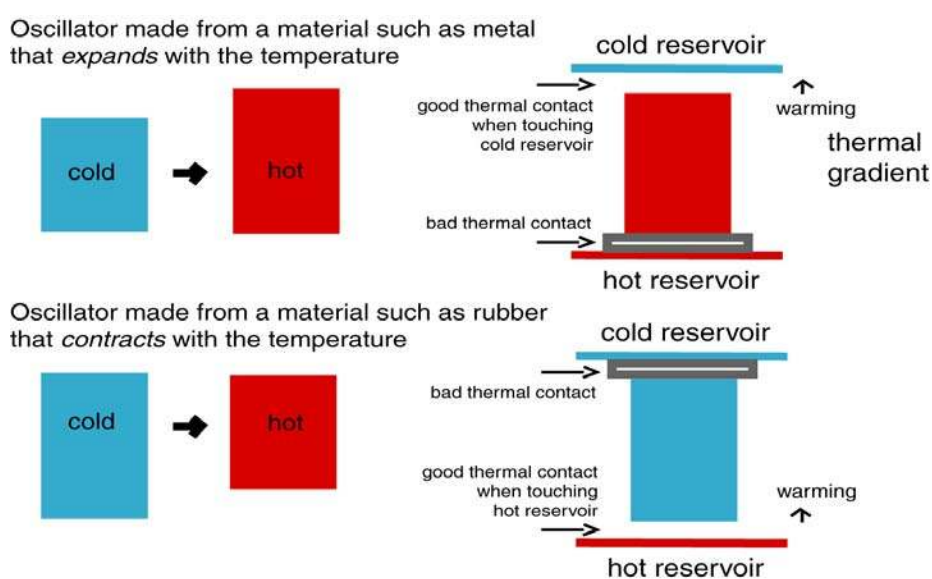 Oscillator made from a material such as metal
that expands with the temperature
cold
hot
cold reservoir
good thermal contact
when touching
cold reservoir
warming
thermal
gradient
bad thermal contact
hot reservoir
Oscillator made from a material such as rubber
that contracts with the temperature
cold
hot
cold reservoir
bad thermal contact
good thermal contact
when touching
hot reservoir
warming
hot reservoir